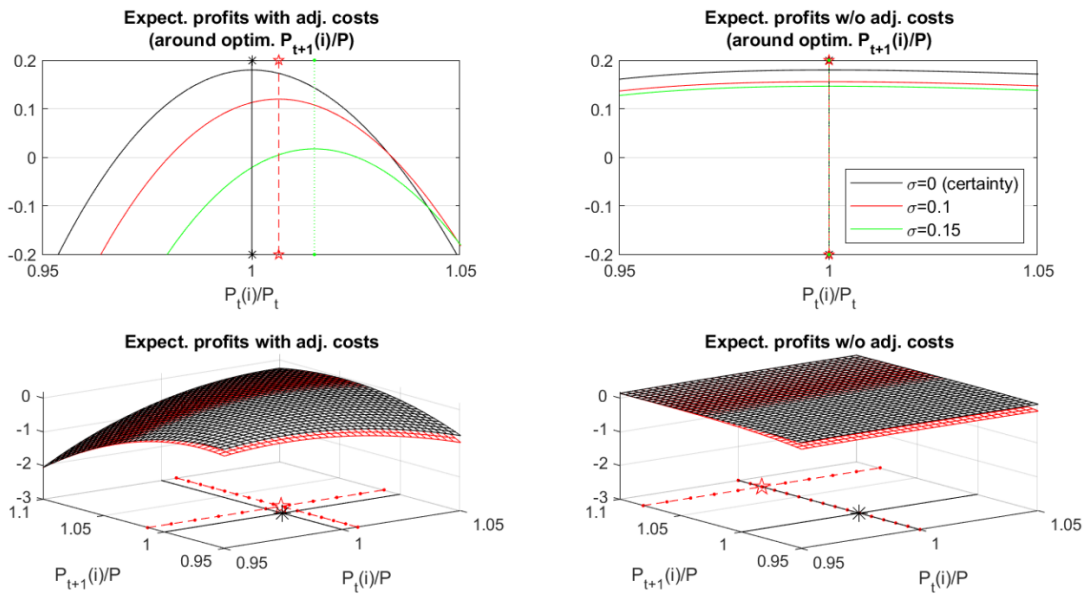 Expect. profits with adj. costs
(around optim. P_{t+1}(i)/P)
0.2
0.1
0
-0.1
-0.2
0.95
1
1.05
P_t(i)/P_t
Expect. profits w/o adj. costs
(around optim. P_{t+1}(i)/P)
0.2
0.1
0
-0.1
-0.2
0.95
1
1.05
P_t(i)/P_t
σ=0 (certainty)
σ=0.1
σ=0.15
Expect. profits with adj. costs
0
-1
-2
-3
1.1
1.05
1
0.95
0.95
1
1.05
P_{t+1}(i)/P
P_t(i)/P
Expect. profits w/o adj. costs
0
-1
-2
-3
1.1
1.05
1
0.95
0.95
1
1.05
P_{t+1}(i)/P
P_t(i)/P